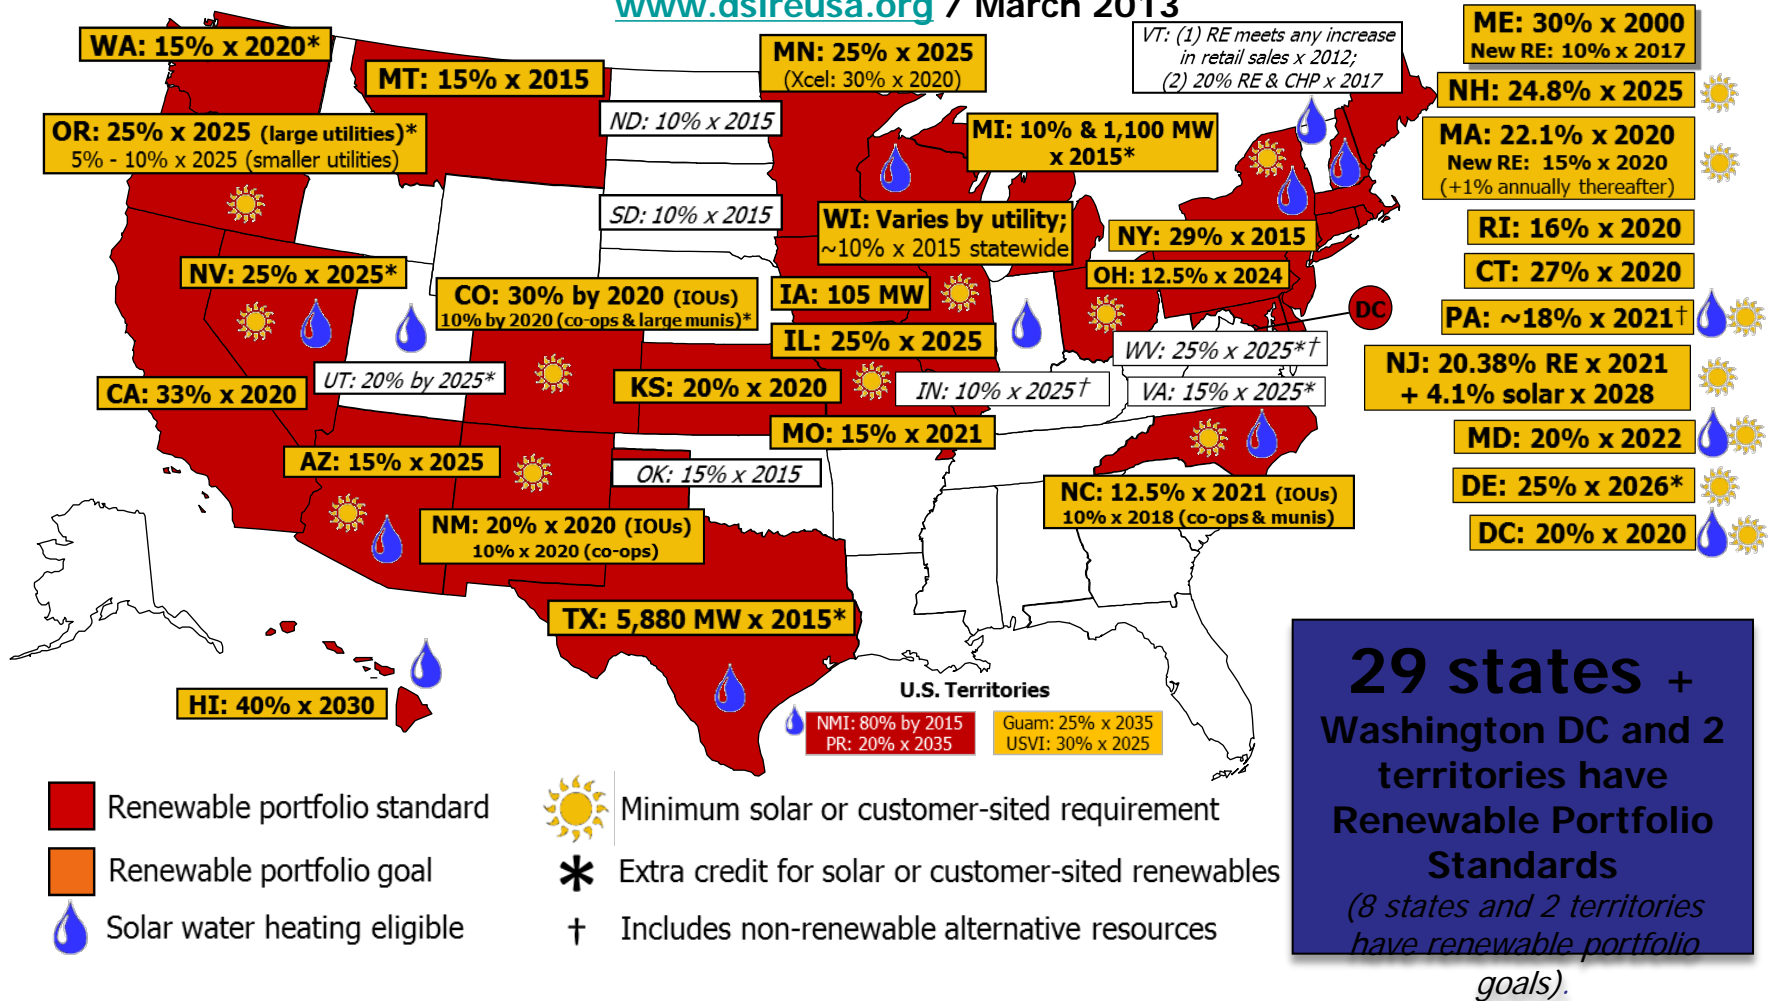 www.dsireusa.org / March 2013
WA: 15% x 2020*
MT: 15% x 2015
MN: 25% x 2025
(Xcel: 30% x 2020)
VT: (1) RE meets any increase
in retail sales x 2012;
(2) 20% RE & CHP x 2017
ME: 30% x 2000
New RE: 10% x 2017
NH: 24.8% x 2025
OR: 25% x 2025 (large utilities)*
5% - 10% x 2025 (smaller utilities)
ND: 10% x 2015
MI: 10% & 1,100 MW
x 2015*
MA: 22.1% x 2020
New RE: 15% x 2020
(+1% annually thereafter)
SD: 10% x 2015
WI: Varies by utility;
~10% x 2015 statewide
NY: 29% x 2015
RI: 16% x 2020
NV: 25% x 2025*
OH: 12.5% x 2024
CT: 27% x 2020
CO: 30% by 2020 (IOUs)
10% by 2020 (co-ops & large munis)*
IA: 105 MW
DC
PA: ~18% x 2021†
IL: 25% x 2025
WV: 25% x 2025*†
NJ: 20.38% RE x 2021
+ 4.1% solar x 2028
UT: 20% by 2025*
CA: 33% x 2020
KS: 20% x 2020
IN: 10% x 2025†
VA: 15% x 2025*
MO: 15% x 2021
MD: 20% x 2022
AZ: 15% x 2025
OK: 15% x 2015
DE: 25% x 2026*
NC: 12.5% x 2021 (IOUs)
10% x 2018 (co-ops & munis)
NM: 20% x 2020 (IOUs)
10% x 2020 (co-ops)
DC: 20% x 2020
TX: 5,880 MW x 2015*
HI: 40% x 2030
U.S. Territories
NMI: 80% by 2015
PR: 20% x 2035
Guam: 25% x 2035
USVI: 30% x 2025
29 states +
Washington DC and 2
territories have
Renewable Portfolio
Standards
(8 states and 2 territories
have renewable portfolio
goals).
Renewable portfolio standard
Minimum solar or customer-sited requirement
Renewable portfolio goal
* Extra credit for solar or customer-sited renewables
Solar water heating eligible
† Includes non-renewable alternative resources